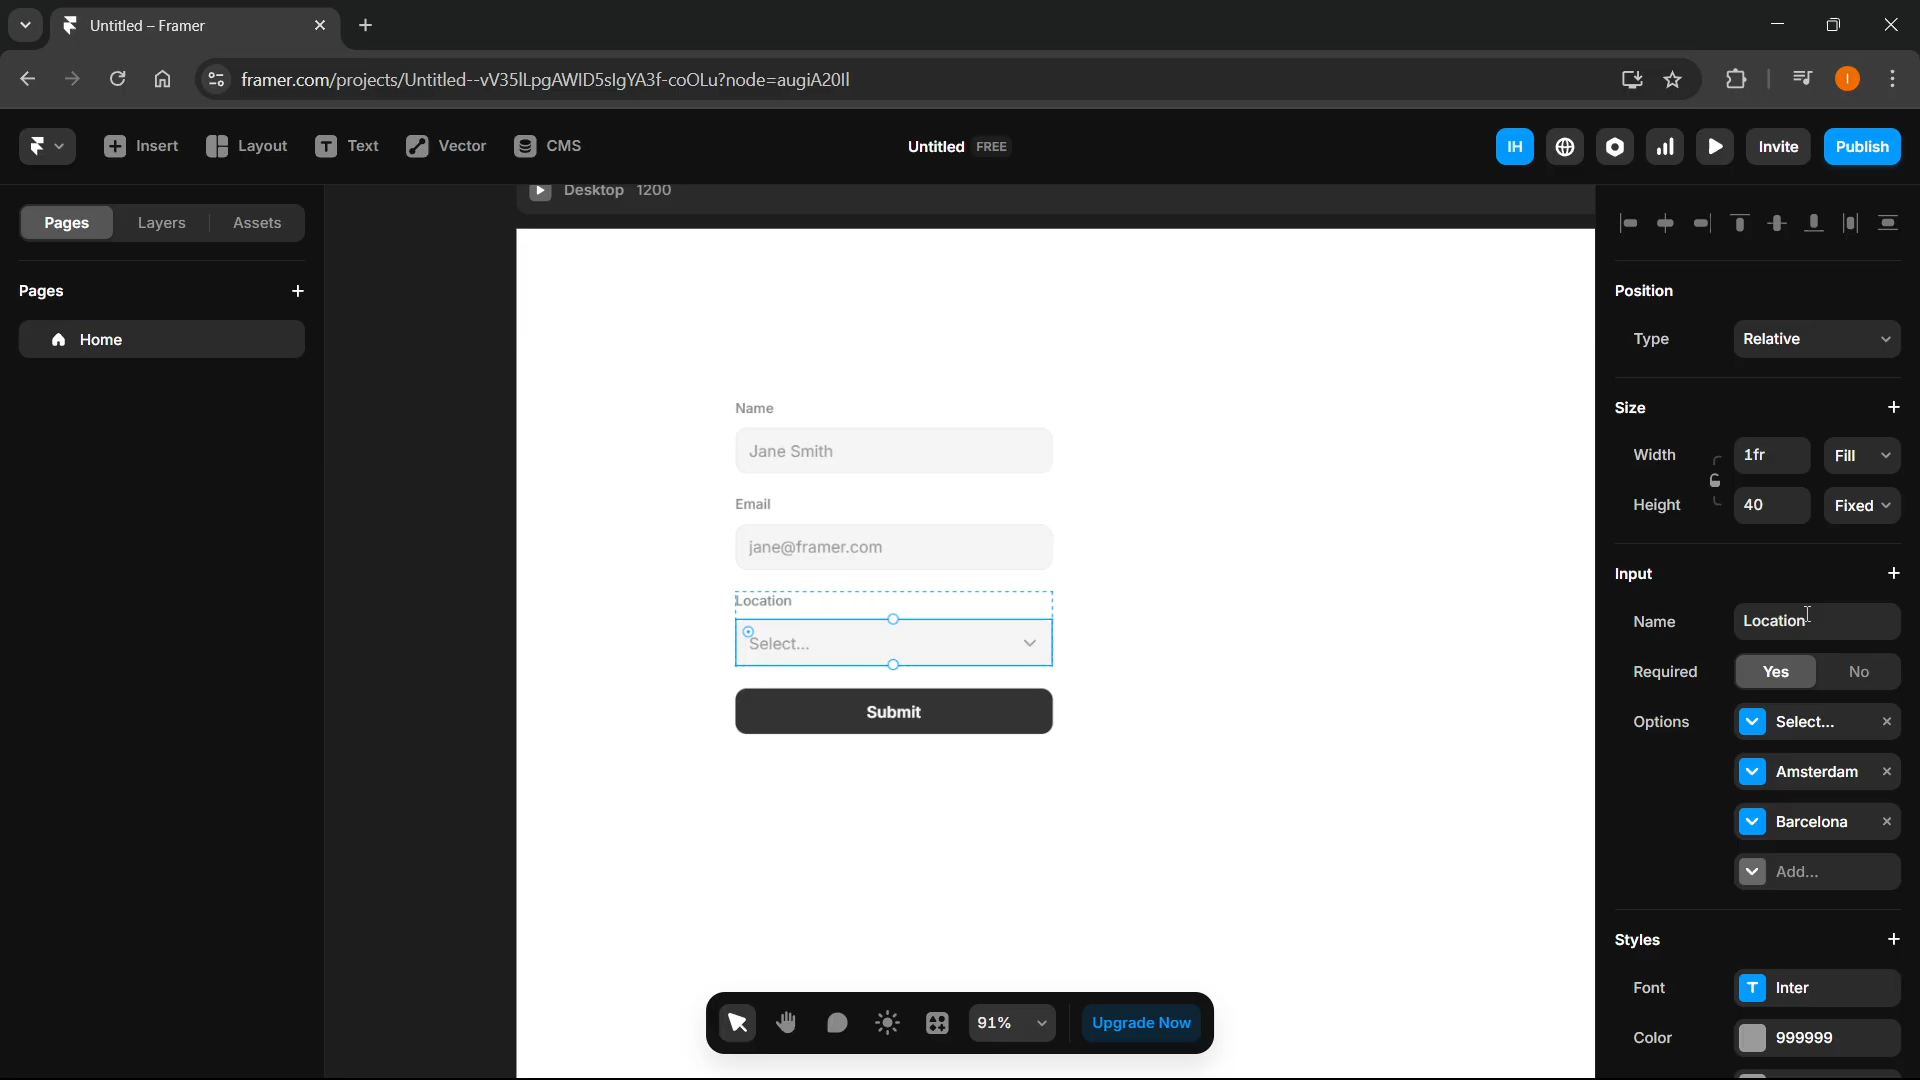 Untitled – Framer
framer.com/projects/Untitled--vV35lLpgAWID5slgYA3f-coOLu?node=augiA20Il
I
Insert
Layout
Text
Vector
CMS
Untitled FREE
IH
Invite
Publish
Pages
Layers
Assets
Pages
Home
Desktop 1200
Name
Jane Smith
Email
jane@framer.com
Location
Select...
Submit
91%
Upgrade Now
Position
Type Relative
Size
Width 1fr Fill
Height 40 Fixed
Input
Name Location
Required Yes No
Options Select...
Amsterdam
Barcelona
Add...
Styles
Font Inter
Color 999999